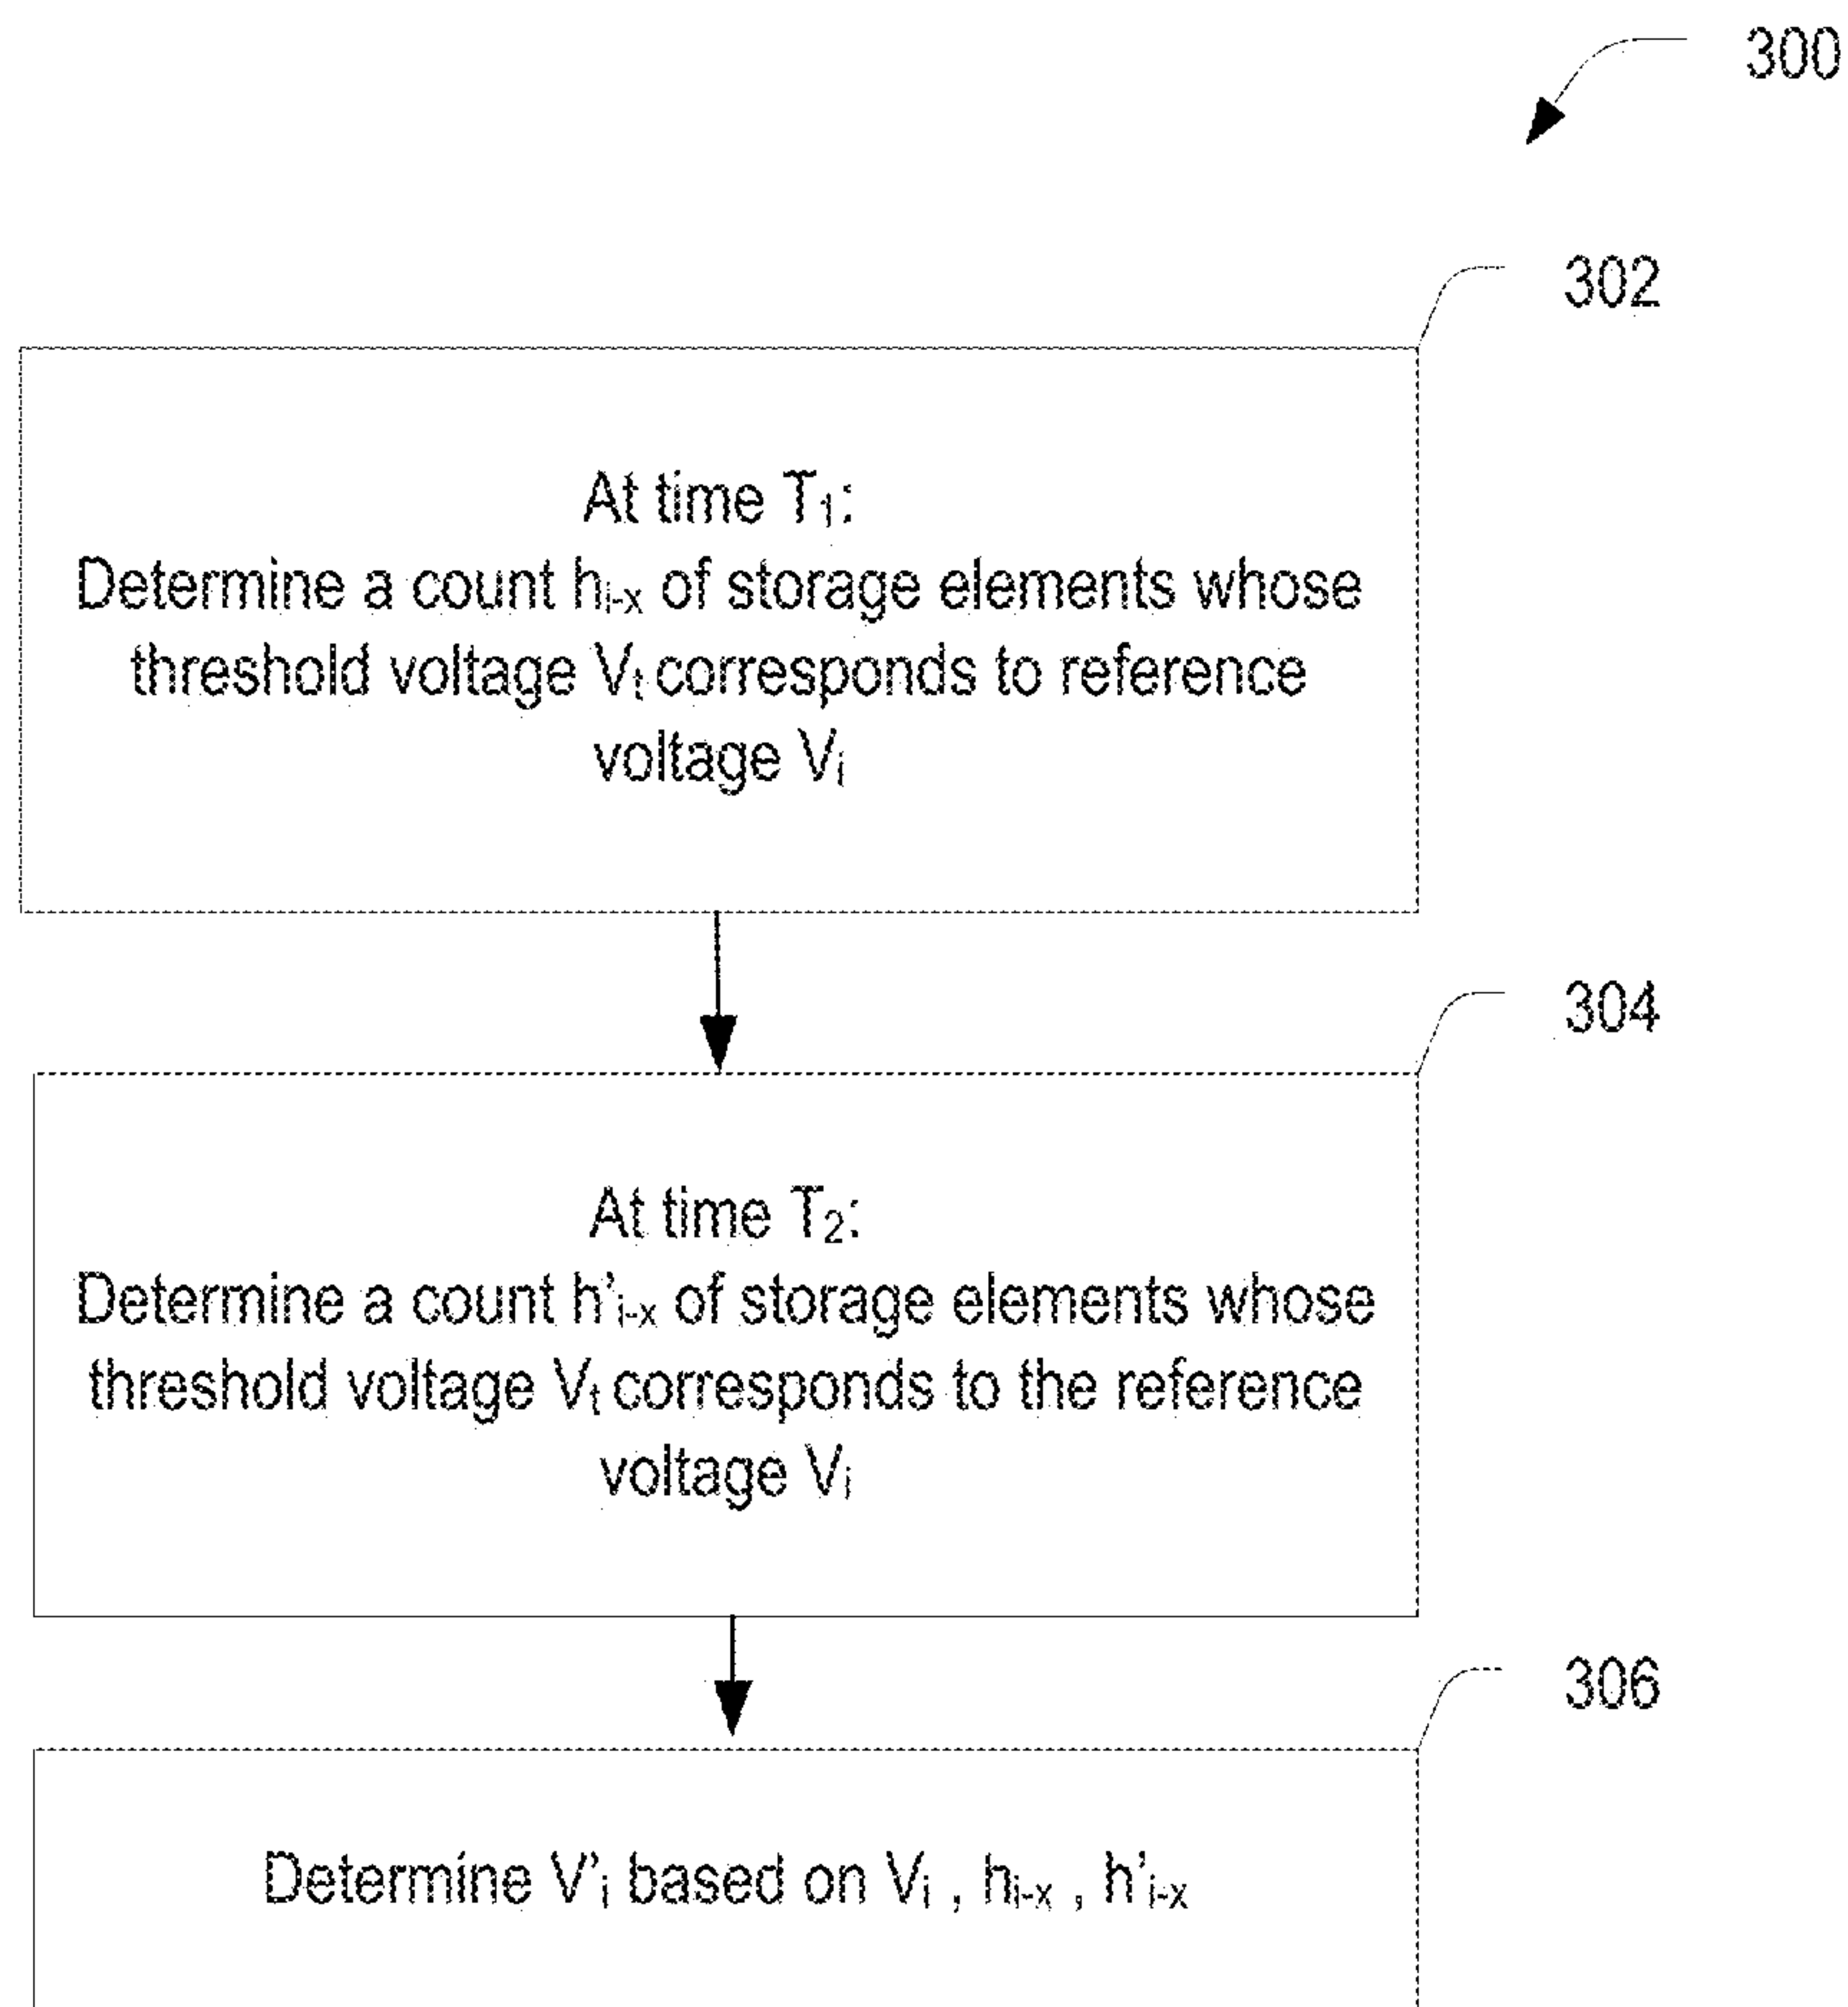 300
302
At time T₁:
Determine a count hᵢ₋ₓ of storage elements whose
threshold voltage Vₜ corresponds to reference
voltage Vᵢ
304
At time T₂:
Determine a count h'ᵢ₋ₓ of storage elements whose
threshold voltage Vₜ corresponds to the reference
voltage Vᵢ
306
Determine V'ᵢ based on Vᵢ , hᵢ₋ₓ , h'ᵢ₋ₓ